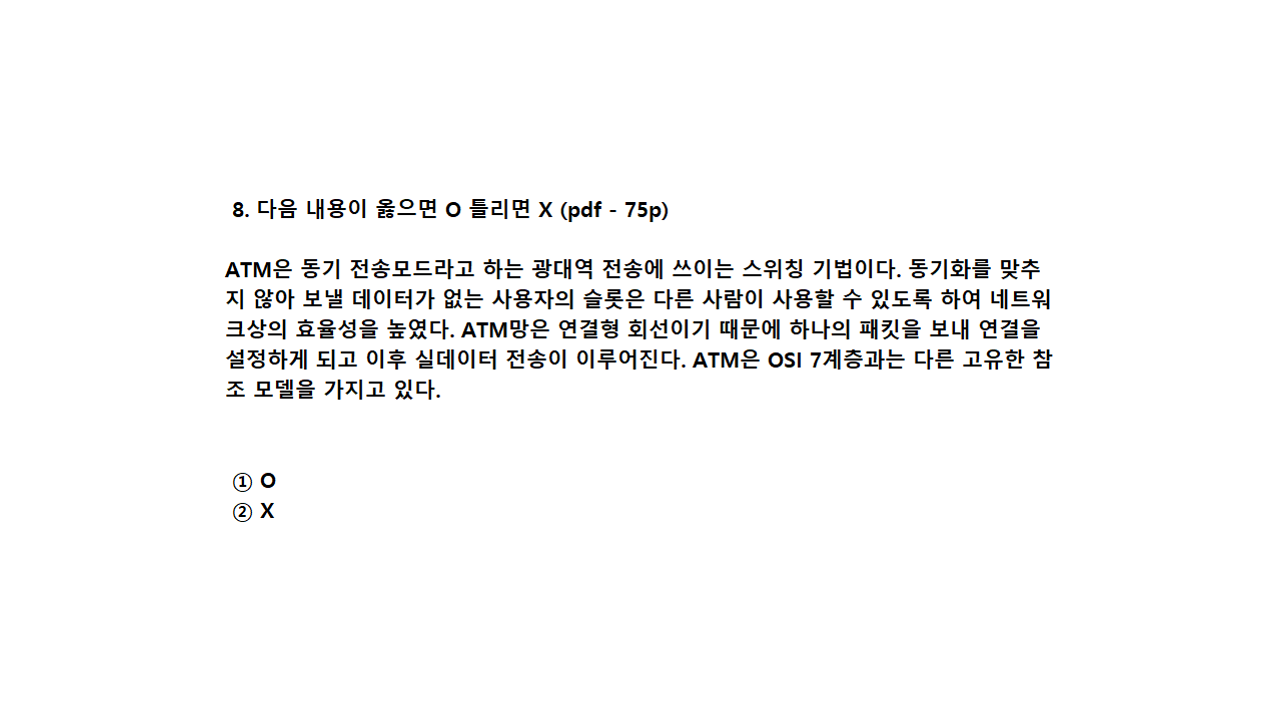 8. 다음 내용이 옳으면 O 틀리면 X (pdf - 75p)
ATM은 동기 전송모드라고 하는 광대역 전송에 쓰이는 스위칭 기법이다. 동기화를 맞추
지 않아 보낼 데이터가 없는 사용자의 슬롯은 다른 사람이 사용할 수 있도록 하여 네트워
크상의 효율성을 높였다. ATM망은 연결형 회선이기 때문에 하나의 패킷을 보내 연결을
설정하게 되고 이후 실데이터 전송이 이루어진다. ATM은 OSI 7계층과는 다른 고유한 참
조 모델을 가지고 있다.
① O
② X